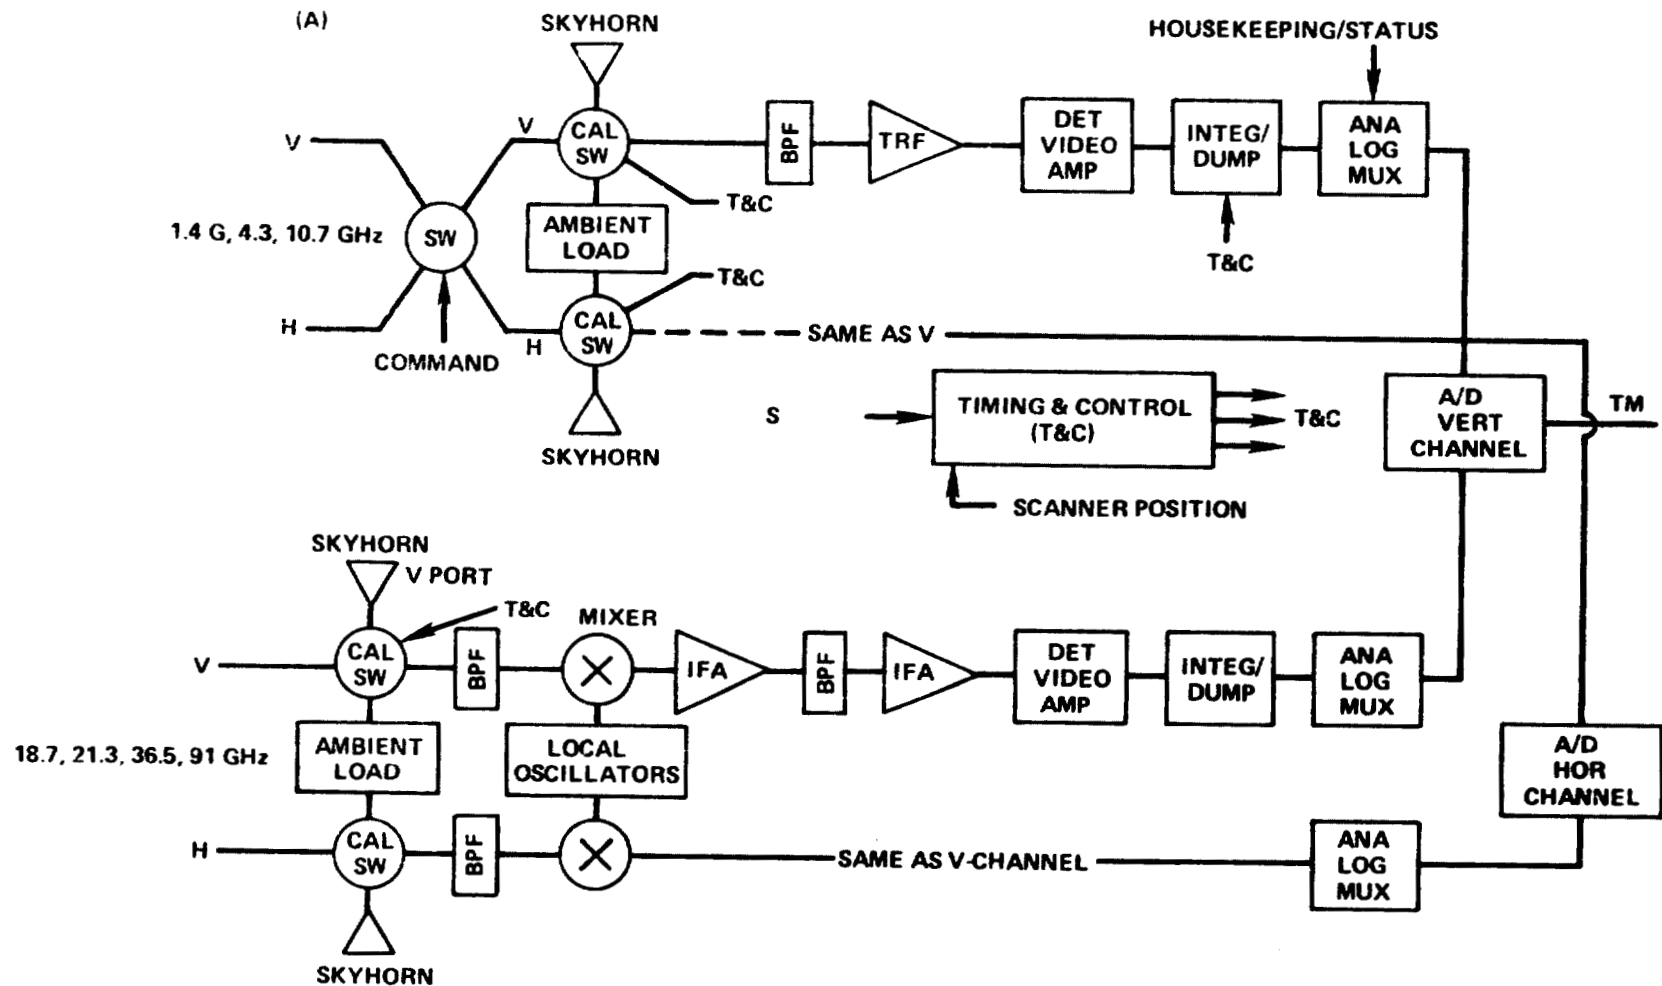 (A)
SKYHORN
HOUSEKEEPING/STATUS
V
V
CAL
SW
BPF
TRF
DET
VIDEO
AMP
INTEG/
DUMP
ANA
LOG
MUX
T&C
T&C
1.4 G, 4.3, 10.7 GHz
SW
AMBIENT
LOAD
T&C
H
COMMAND
H
CAL
SW
SAME AS V
SKYHORN
S
TIMING & CONTROL
(T&C)
T&C
SCANNER POSITION
A/D
VERT
CHANNEL
TM
SKYHORN
V PORT
T&C
MIXER
V
CAL
SW
BPF
IFA
BPF
IFA
DET
VIDEO
AMP
INTEG/
DUMP
ANA
LOG
MUX
18.7, 21.3, 36.5, 91 GHz
AMBIENT
LOAD
LOCAL
OSCILLATORS
A/D
HOR
CHANNEL
H
CAL
SW
BPF
SAME AS V-CHANNEL
ANA
LOG
MUX
SKYHORN